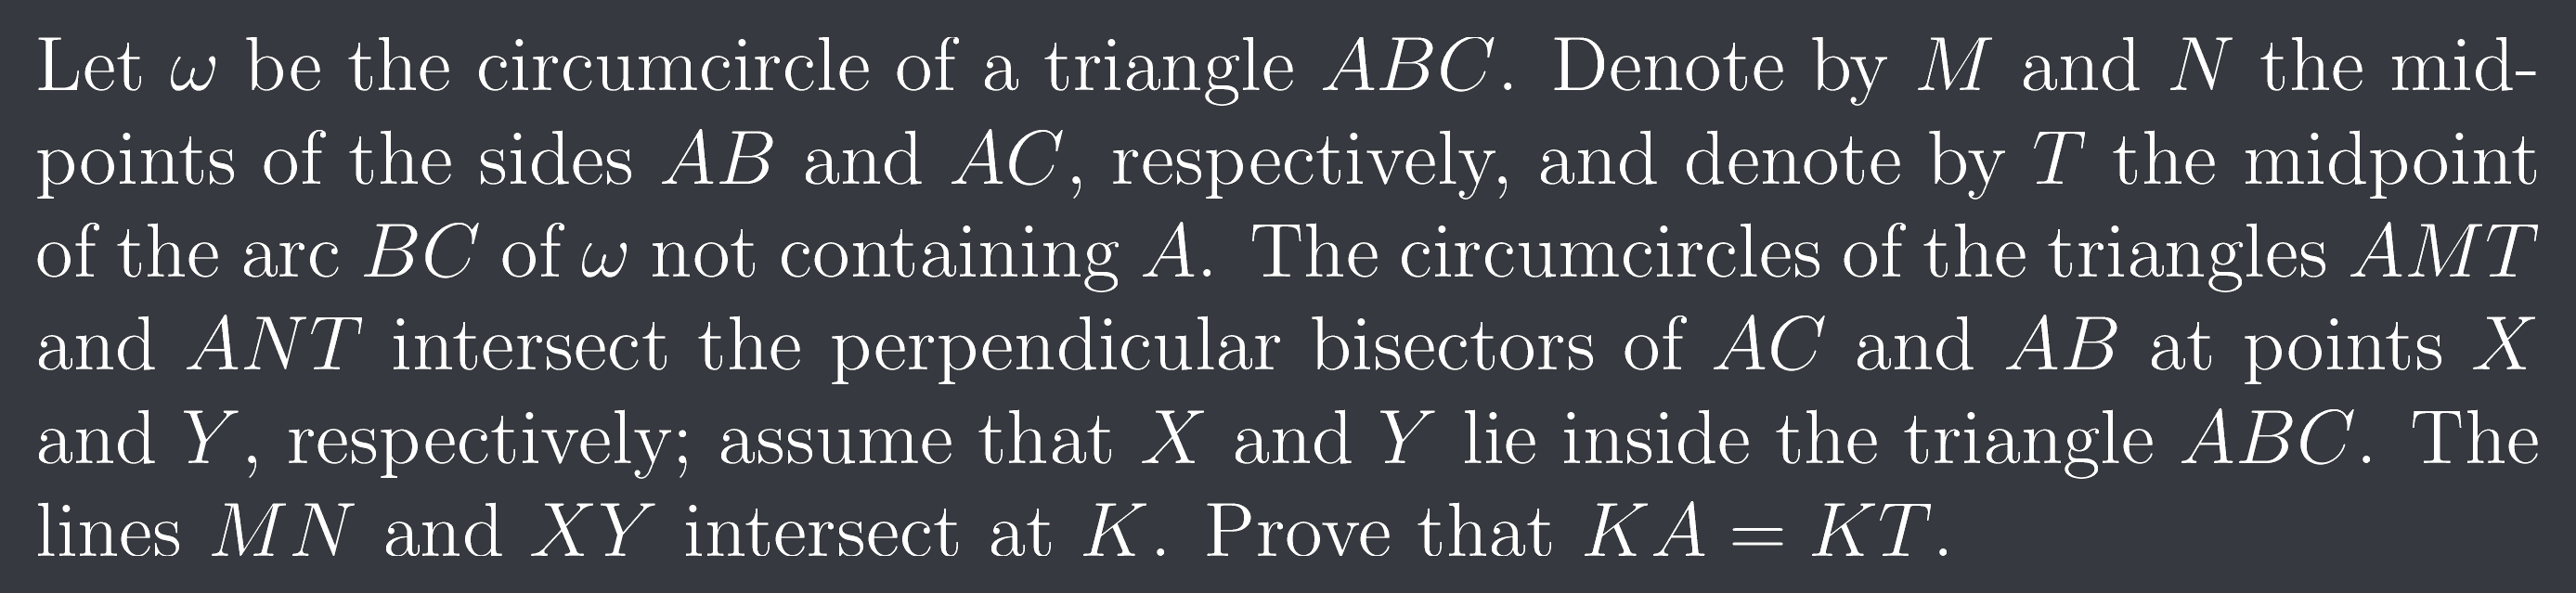 Let ω be the circumcircle of a triangle ABC. Denote by M and N the mid-
points of the sides AB and AC, respectively, and denote by T the midpoint
of the arc BC of ω not containing A. The circumcircles of the triangles AMT
and ANT intersect the perpendicular bisectors of AC and AB at points X
and Y, respectively; assume that X and Y lie inside the triangle ABC. The
lines MN and XY intersect at K. Prove that KA = KT.